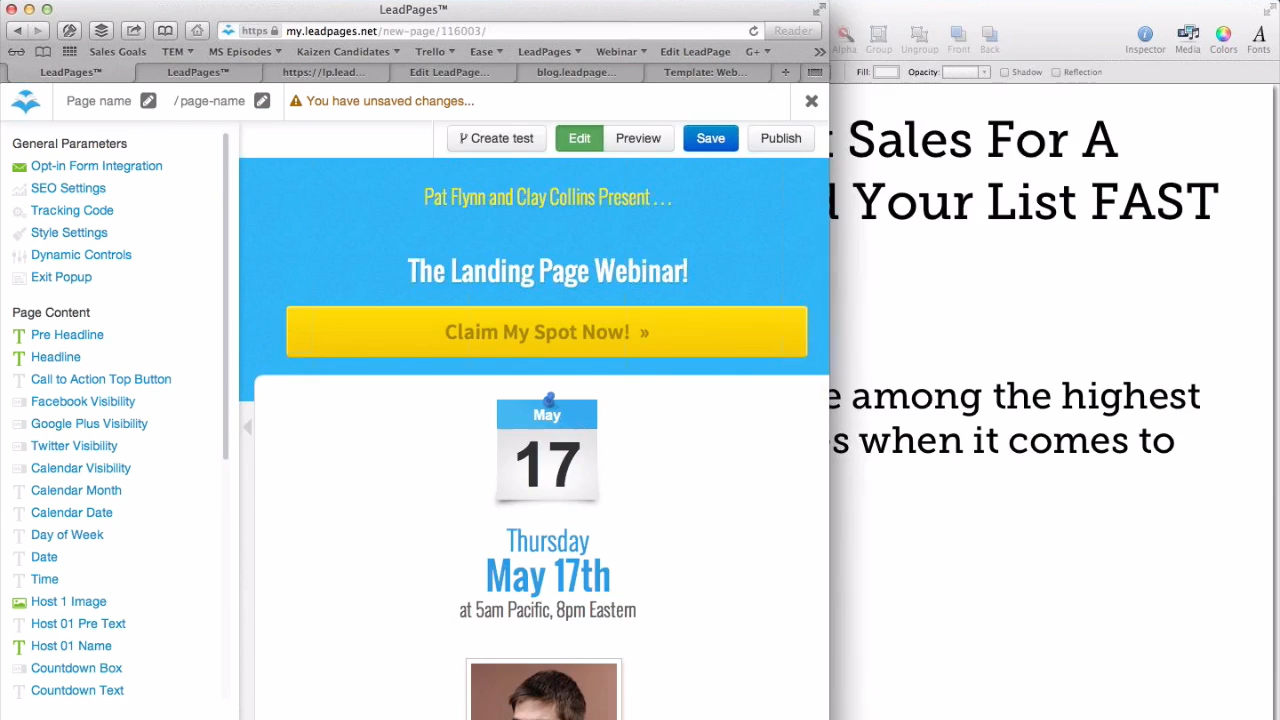 LeadPages™
https
my.leadpages.net/new-page/116003/
Reader
Sales Goals
TEM
MS Episodes
Kaizen Candidates
Trello
Ease
LeadPages
Webinar
Edit LeadPage
G+
LeadPages™
LeadPages™
https://lp.lead...
Edit LeadPage...
blog.leadpage...
Template: Web...
Page name
/page-name
You have unsaved changes...
Create test
Edit
Preview
Save
Publish
General Parameters
Opt-in Form Integration
SEO Settings
Tracking Code
Style Settings
Dynamic Controls
Exit Popup
Page Content
Pre Headline
Headline
Call to Action Top Button
Facebook Visibility
Google Plus Visibility
Twitter Visibility
Calendar Visibility
Calendar Month
Calendar Date
Day of Week
Date
Time
Host 1 Image
Host 01 Pre Text
Host 01 Name
Countdown Box
Countdown Text
Pat Flynn and Clay Collins Present . . .
The Landing Page Webinar!
Claim My Spot Now! »
May
17
Thursday
May 17th
at 5am Pacific, 8pm Eastern
Alpha
Group
Ungroup
Front
Back
Inspector
Media
Colors
Fonts
Fill:
Opacity:
Shadow
Reflection
Sales For A
Your List FAST
among the highest
when it comes to